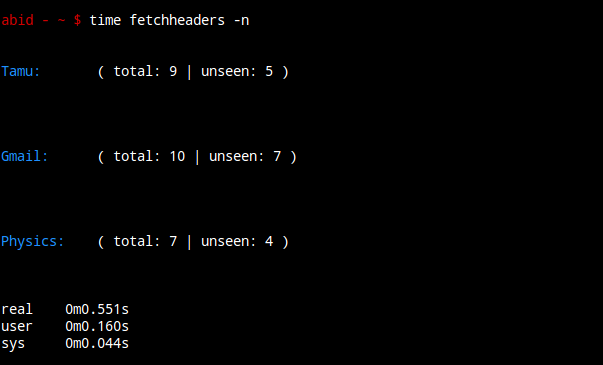 abid - ~ $ time fetchheaders -n
Tamu: ( total: 9 | unseen: 5 )
Gmail: ( total: 10 | unseen: 7 )
Physics: ( total: 7 | unseen: 4 )
real 0m0.551s
user 0m0.160s
sys 0m0.044s